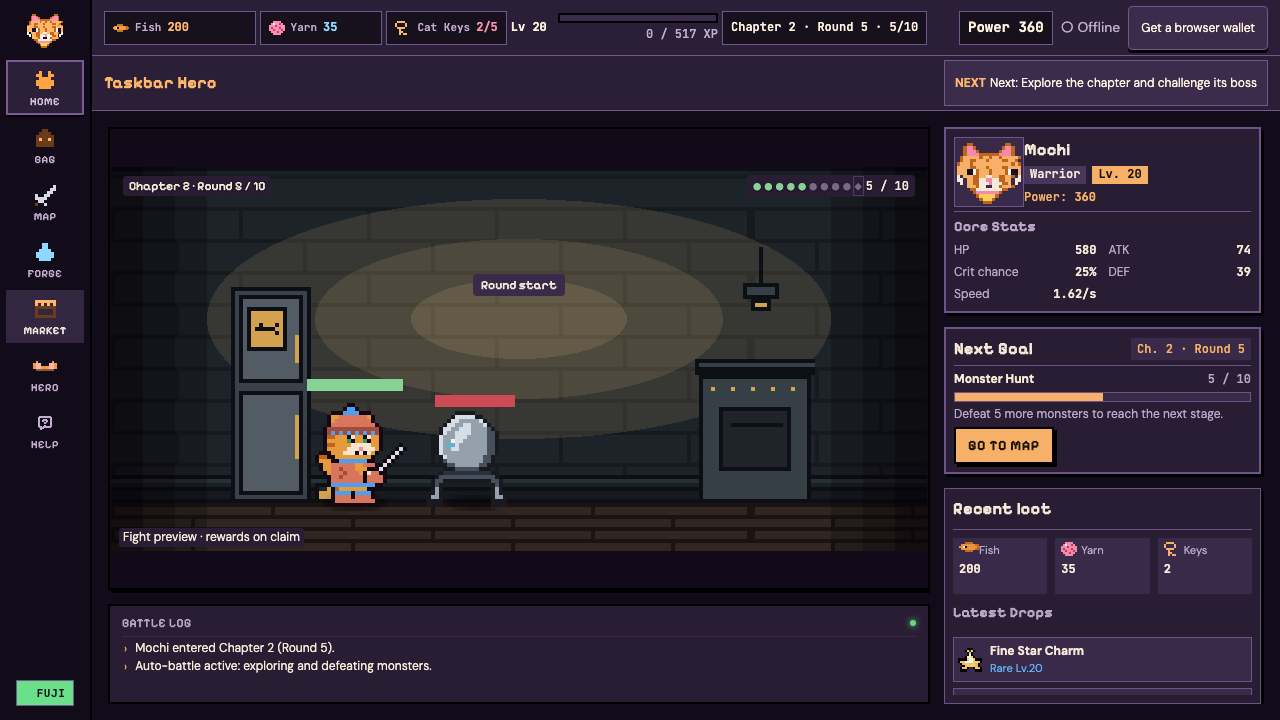 Fish 200
Yarn 35
Cat Keys 2/5
Lv 20
0 / 517 XP
Chapter 2 · Round 5 · 5/10
Power 360
Offline
Get a browser wallet
HOME
BAG
MAP
FORGE
MARKET
HERO
HELP
FUJI
Taskbar Hero
NEXT Next: Explore the chapter and challenge its boss
Chapter 2 · Round 5 / 10
5 / 10
Round start
Fight preview · rewards on claim
BATTLE LOG
› Mochi entered Chapter 2 (Round 5).
› Auto-battle active: exploring and defeating monsters.
Mochi
Warrior
Lv. 20
Power: 360
Core Stats
HP 580 ATK 74
Crit chance 25% DEF 39
Speed 1.62/s
Next Goal
Ch. 2 · Round 5
Monster Hunt 5 / 10
Defeat 5 more monsters to reach the next stage.
GO TO MAP
Recent loot
Fish
200
Yarn
35
Keys
2
Latest Drops
Fine Star Charm
Rare Lv.20